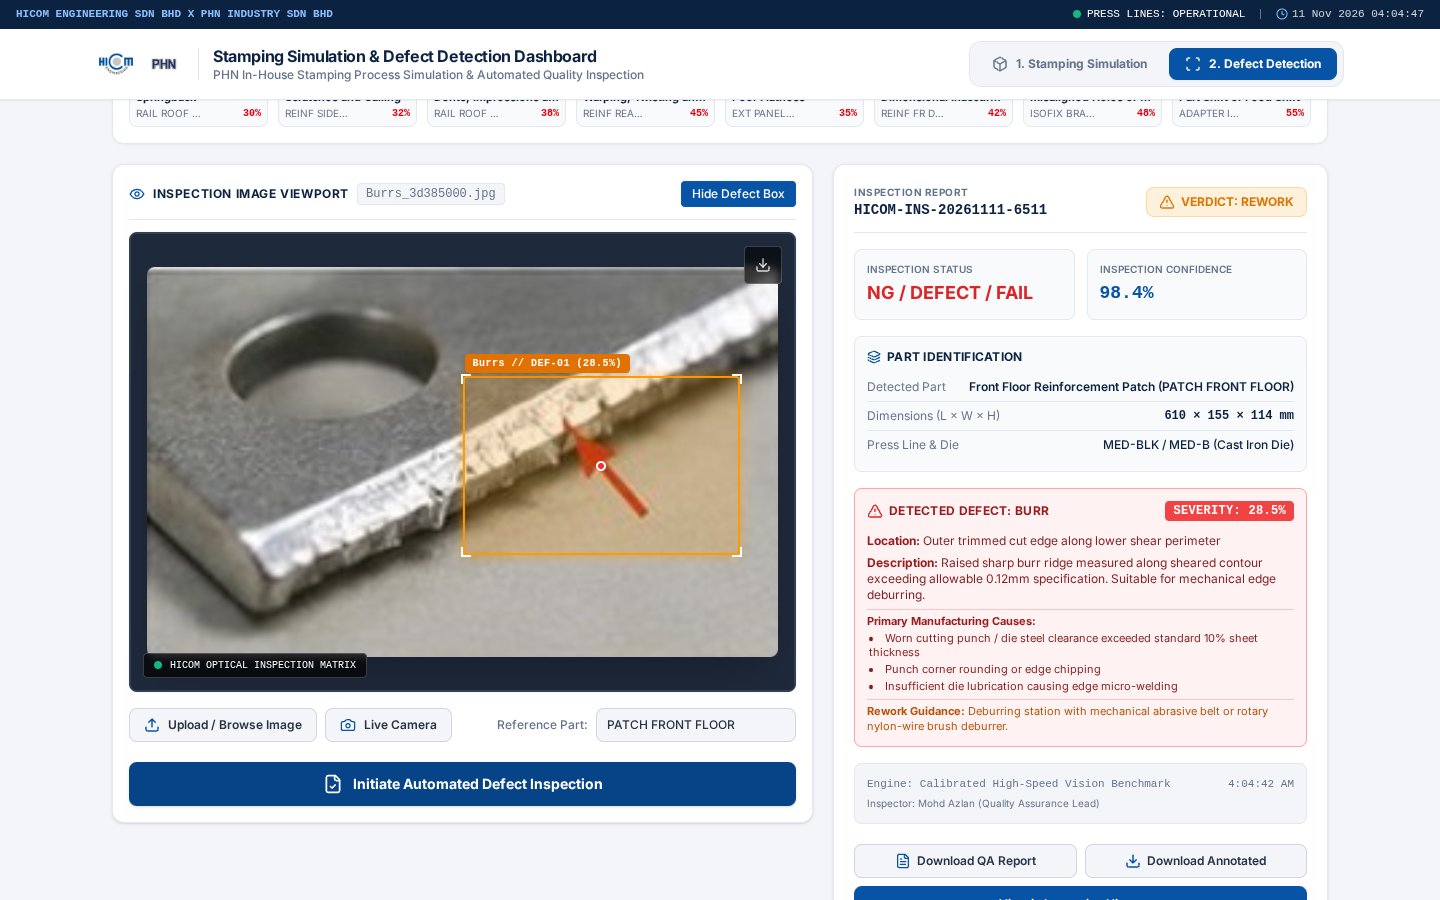 HICOM ENGINEERING SDN BHD X PHN INDUSTRY SDN BHD
PRESS LINES: OPERATIONAL | 11 Nov 2026 04:04:47
HICOM PHN
Stamping Simulation & Defect Detection Dashboard
PHN In-House Stamping Process Simulation & Automated Quality Inspection
1. Stamping Simulation
2. Defect Detection
RAIL ROOF ... 30%
REINF SIDE... 32%
RAIL ROOF ... 38%
REINF REA... 45%
EXT PANEL... 35%
REINF FR D... 42%
ISOFIX BRA... 48%
ADAPTER I... 55%
INSPECTION IMAGE VIEWPORT Burrs_3d385000.jpg
Hide Defect Box
Burrs // DEF-01 (28.5%)
HICOM OPTICAL INSPECTION MATRIX
Upload / Browse Image
Live Camera
Reference Part: PATCH FRONT FLOOR
Initiate Automated Defect Inspection
INSPECTION REPORT
HICOM-INS-20261111-6511
VERDICT: REWORK
INSPECTION STATUS
NG / DEFECT / FAIL
INSPECTION CONFIDENCE
98.4%
PART IDENTIFICATION
Detected Part Front Floor Reinforcement Patch (PATCH FRONT FLOOR)
Dimensions (L × W × H) 610 × 155 × 114 mm
Press Line & Die MED-BLK / MED-B (Cast Iron Die)
DETECTED DEFECT: BURR SEVERITY: 28.5%
Location: Outer trimmed cut edge along lower shear perimeter
Description: Raised sharp burr ridge measured along sheared contour
exceeding allowable 0.12mm specification. Suitable for mechanical edge
deburring.
Primary Manufacturing Causes:
• Worn cutting punch / die steel clearance exceeded standard 10% sheet
thickness
• Punch corner rounding or edge chipping
• Insufficient die lubrication causing edge micro-welding
Rework Guidance: Deburring station with mechanical abrasive belt or rotary
nylon-wire brush deburrer.
Engine: Calibrated High-Speed Vision Benchmark 4:04:42 AM
Inspector: Mohd Azlan (Quality Assurance Lead)
Download QA Report
Download Annotated